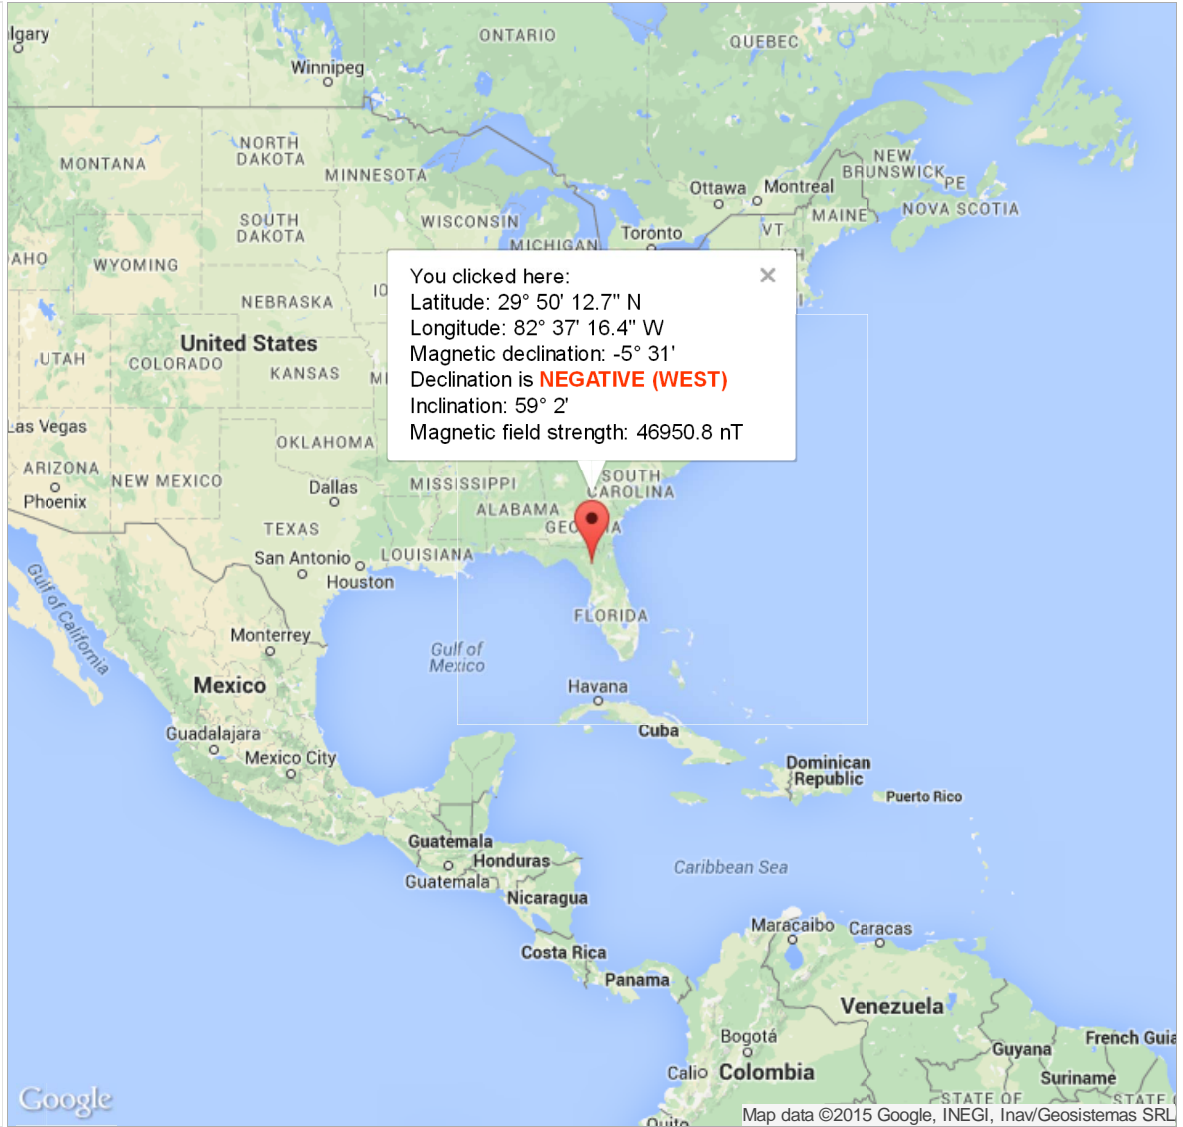 lgary
ONTARIO
QUEBEC
Winnipeg
NORTH
DAKOTA
MONTANA
MINNESOTA
NEW
BRUNSWICK
PE
Ottawa
Montreal
NOVA SCOTIA
MAINE
SOUTH
DAKOTA
WISCONSIN
Toronto
VT
MICHIGAN
AHO
WYOMING
NEBRASKA
You clicked here:
Latitude: 29° 50' 12.7" N
Longitude: 82° 37' 16.4" W
Magnetic declination: -5° 31'
Declination is NEGATIVE (WEST)
Inclination: 59° 2'
Magnetic field strength: 46950.8 nT
United States
UTAH
COLORADO
KANSAS
Las Vegas
OKLAHOMA
ARIZONA
Phoenix
NEW MEXICO
Dallas
MISSISSIPPI
SOUTH
CAROLINA
ALABAMA
TEXAS
LOUISIANA
San Antonio
Houston
Gulf of California
FLORIDA
Monterrey
Gulf of
Mexico
Mexico
Havana
Cuba
Guadalajara
Mexico City
Dominican
Republic
Puerto Rico
Guatemala
Honduras
Guatemala
Nicaragua
Caribbean Sea
Maracaibo
Caracas
Costa Rica
Panama
Venezuela
Bogotá
Guyana
French Guia
Cali
Colombia
Suriname
Google
STATE OF
STATE
Quito
Map data ©2015 Google, INEGI, Inav/Geosistemas SRL